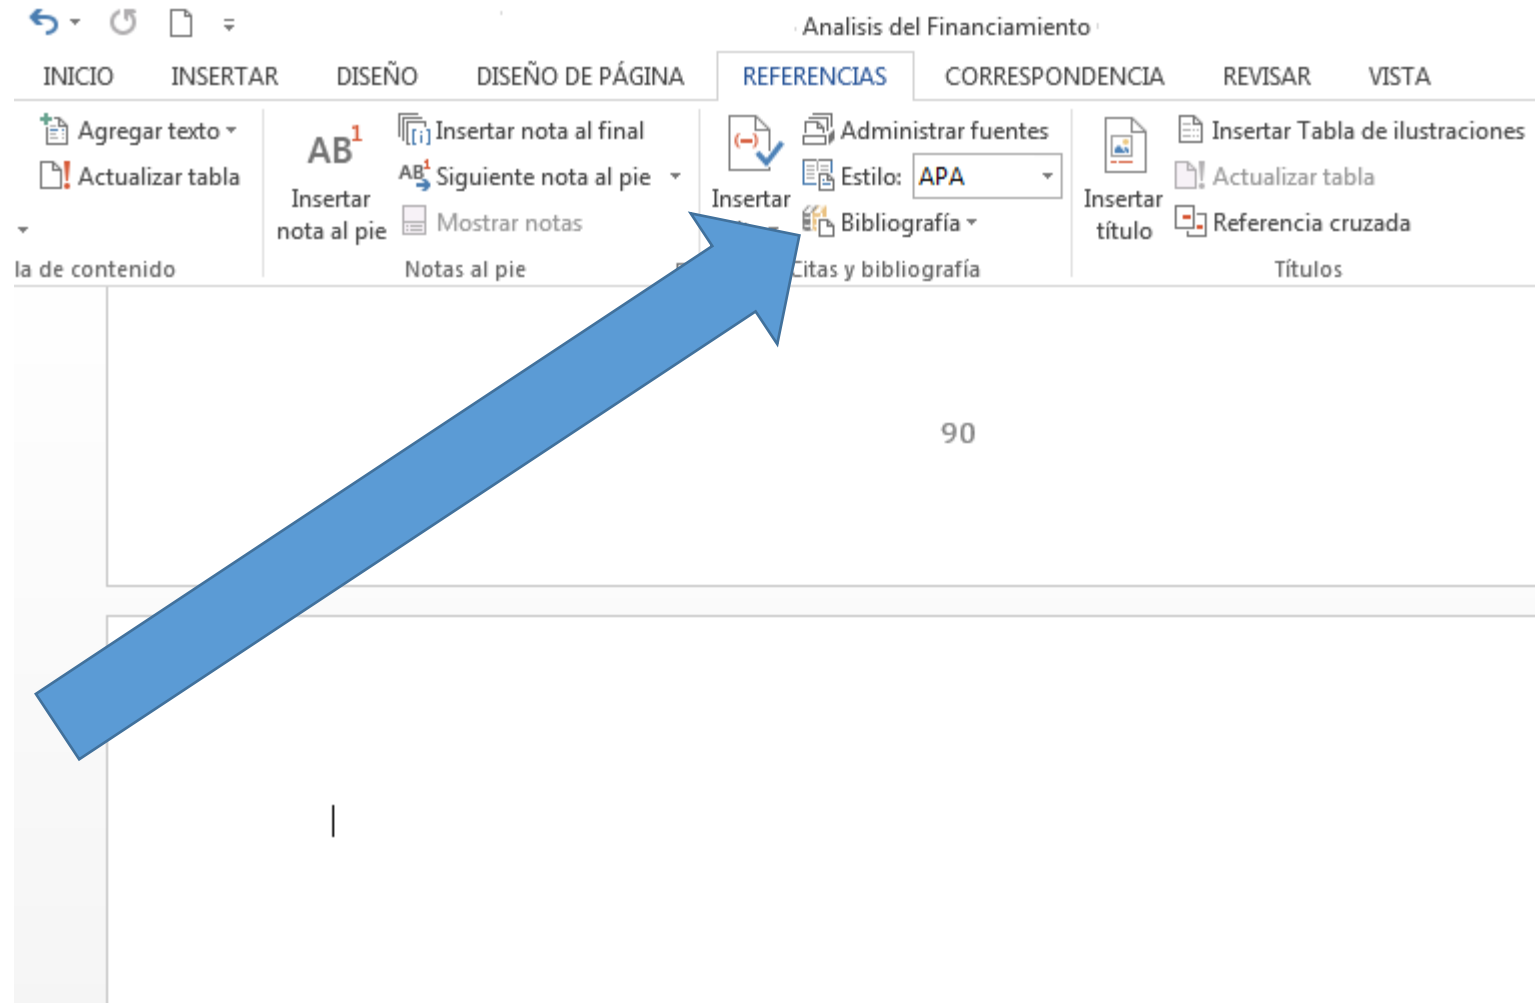 Analisis del Financiamiento
INICIO INSERTAR DISEÑO DISEÑO DE PÁGINA REFERENCIAS CORRESPONDENCIA REVISAR VISTA
Agregar texto
Actualizar tabla
la de contenido
AB1
Insertar
nota al pie
[i] Insertar nota al final
AB1 Siguiente nota al pie
Mostrar notas
Notas al pie
(-)
Insertar
Administrar fuentes
Estilo: APA
Bibliografía
Citas y bibliografía
Insertar
título
Insertar Tabla de ilustraciones
Actualizar tabla
Referencia cruzada
Títulos
90